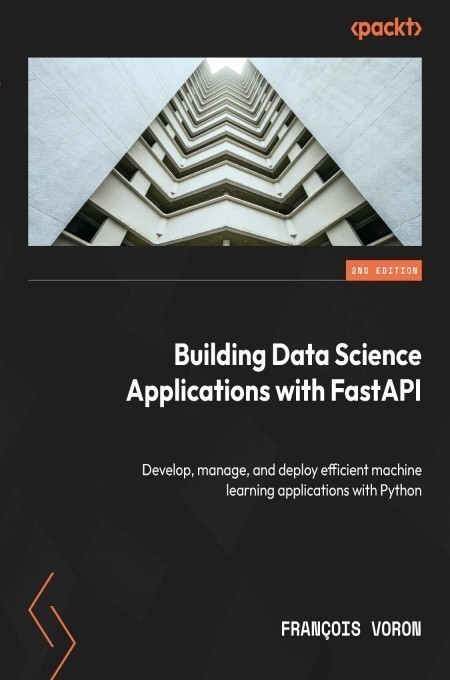 <packt>
2ND EDITION
Building Data Science
Applications with FastAPI
Develop, manage, and deploy efficient machine
learning applications with Python
FRANÇOIS VORON